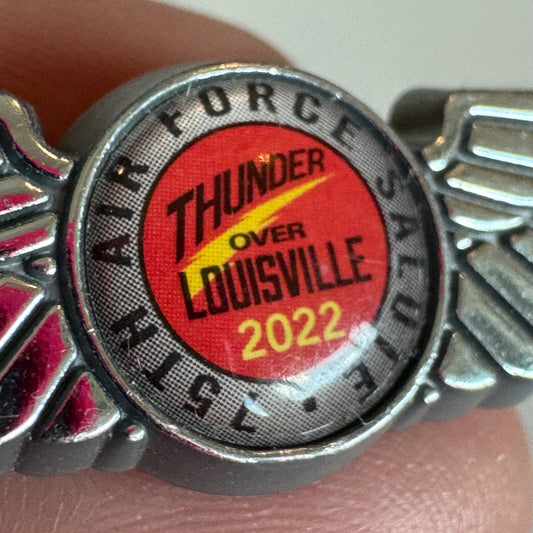 75TH AIR FORCE SALUTE •
THUNDER
OVER
LOUISVILLE
2022